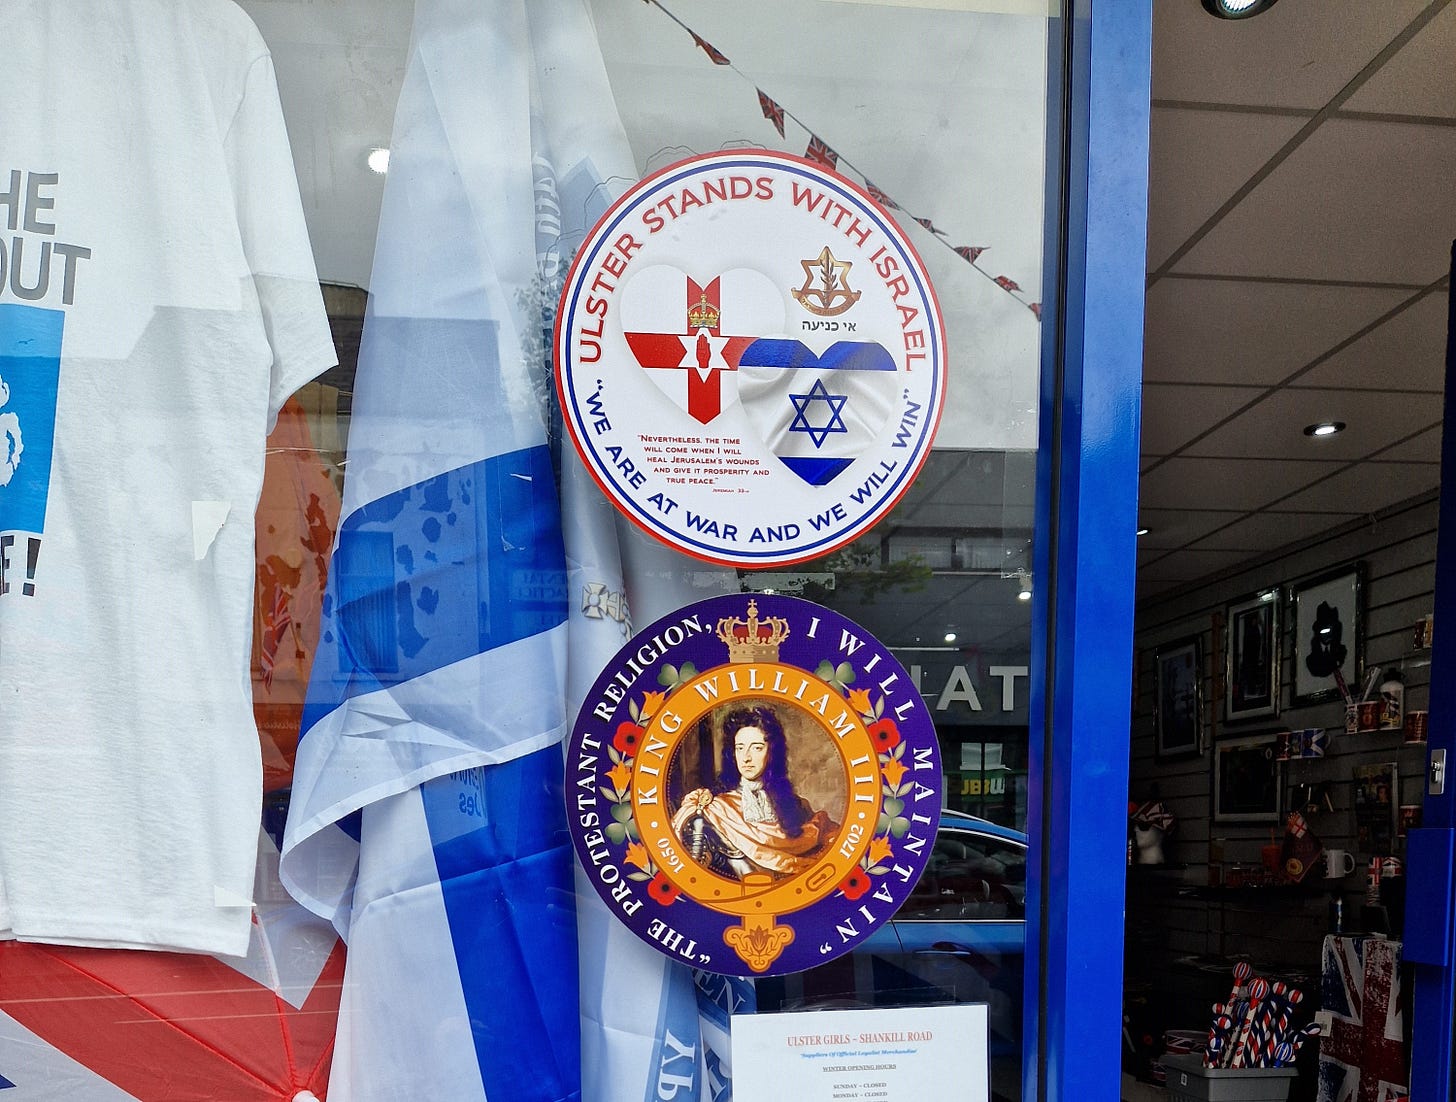 HE
OUT
E!
ULSTER STANDS WITH ISRAEL
אי כניעה
"NEVERTHELESS, THE TIME
WILL COME WHEN I WILL
HEAL JERUSALEM'S WOUNDS
AND GIVE IT PROSPERITY AND
TRUE PEACE."
"WE ARE AT WAR AND WE WILL WIN"
"THE PROTESTANT RELIGION, I WILL MAINTAIN"
KING WILLIAM III
1650 1702
NAT
ULSTER GIRLS ~ SHANKILL ROAD
'Suppliers Of Official Loyalist Merchandise'
WINTER OPENING HOURS
SUNDAY ~ CLOSED
MONDAY ~ CLOSED